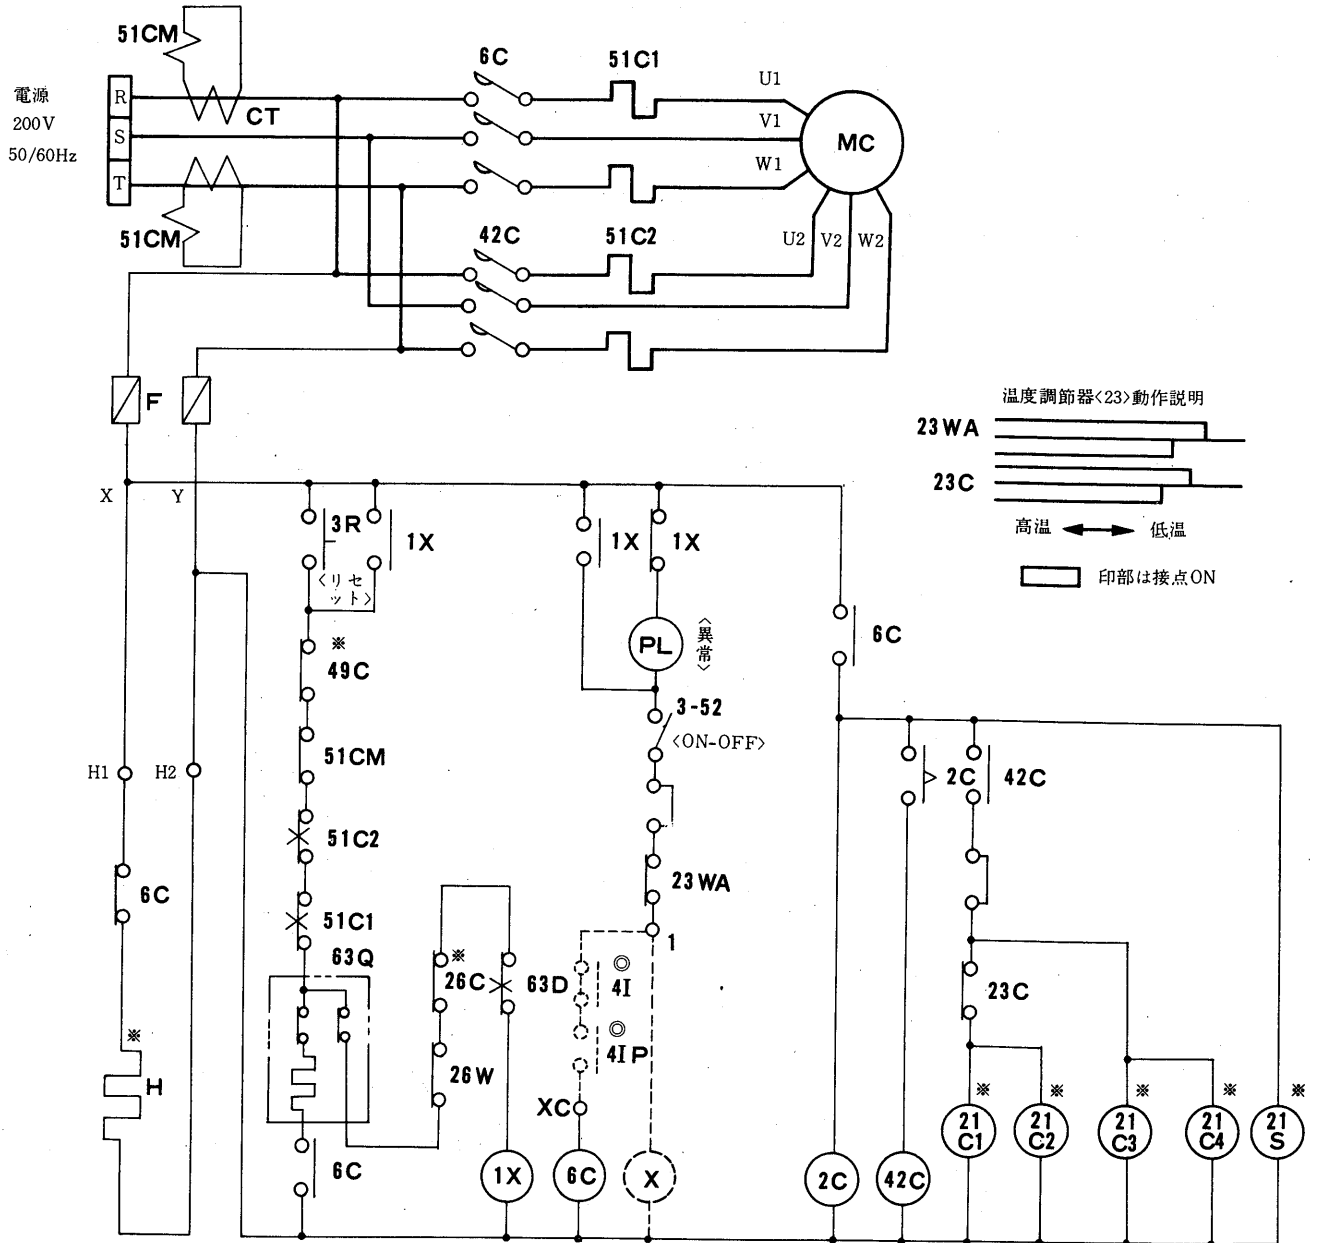 51CM
電源
200V
50/60Hz
R
S
T
CT
51CM
6C
51C1
U1
V1
W1
MC
42C
51C2
U2
V2
W2
F
温度調節器〈23〉動作説明
23WA
23C
高温
低温
印部は接点ON
X
Y
3R
〈リセット〉
1X
1X
1X
PL
〈異常〉
6C
※
49C
3-52
〈ON-OFF〉
H1
H2
51CM
2C
42C
51C2
6C
23WA
51C1
1
63Q
※
26C
63D
◎
4I
23C
※
H
◎
4IP
26W
XC
※
※
※
※
※
21
C1
21
C2
21
C3
21
C4
21
S
6C
1X
6C
X
2C
42C